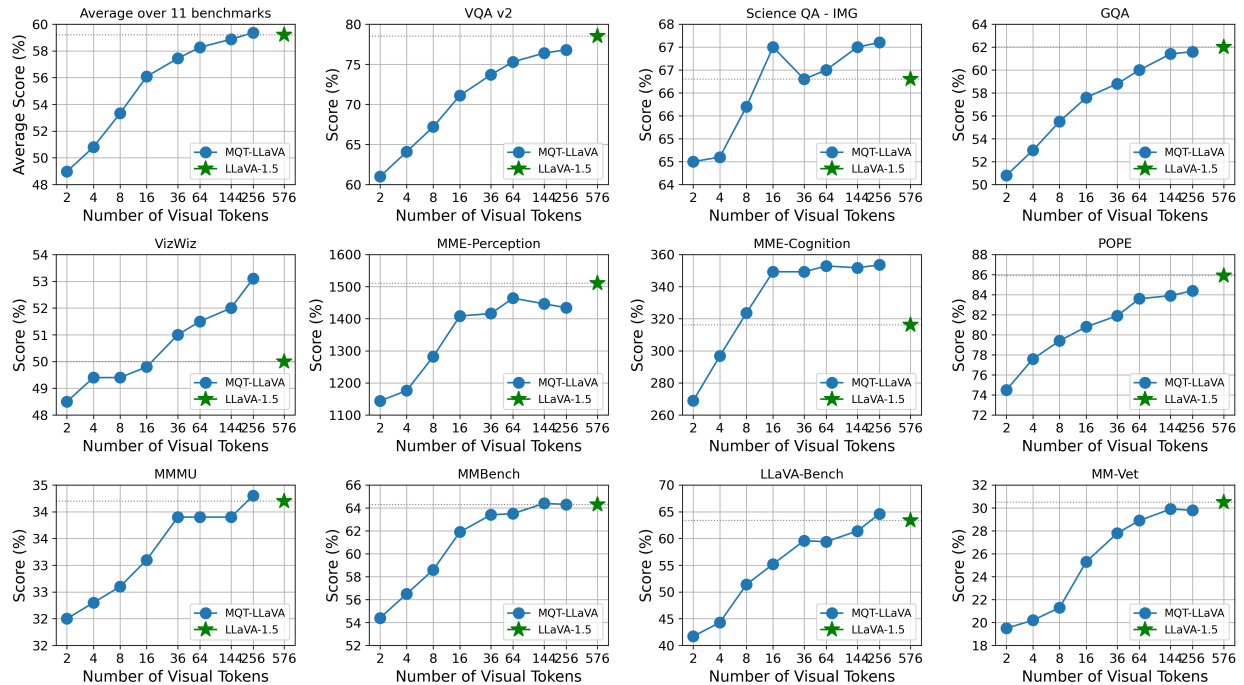 Average over 11 benchmarks
Average Score (%)
60
58
56
54
52
50
48
MQT-LLaVA
LLaVA-1.5
2 4 8 16 36 64 144 256 576
Number of Visual Tokens
VQA v2
Score (%)
80
75
70
65
60
MQT-LLaVA
LLaVA-1.5
2 4 8 16 36 64 144 256 576
Number of Visual Tokens
Science QA - IMG
Score (%)
68
67
67
66
66
65
65
64
MQT-LLaVA
LLaVA-1.5
2 4 8 16 36 64 144 256 576
Number of Visual Tokens
GQA
Score (%)
64
62
60
58
56
54
52
50
MQT-LLaVA
LLaVA-1.5
2 4 8 16 36 64 144 256 576
Number of Visual Tokens
VizWiz
Score (%)
54
53
52
51
50
49
48
MQT-LLaVA
LLaVA-1.5
2 4 8 16 36 64 144 256 576
Number of Visual Tokens
MME-Perception
Score (%)
1600
1500
1400
1300
1200
1100
MQT-LLaVA
LLaVA-1.5
2 4 8 16 36 64 144 256 576
Number of Visual Tokens
MME-Cognition
Score (%)
360
340
320
300
280
260
MQT-LLaVA
LLaVA-1.5
2 4 8 16 36 64 144 256 576
Number of Visual Tokens
POPE
Score (%)
88
86
84
82
80
78
76
74
72
MQT-LLaVA
LLaVA-1.5
2 4 8 16 36 64 144 256 576
Number of Visual Tokens
MMMU
Score (%)
35
34
34
33
33
32
32
MQT-LLaVA
LLaVA-1.5
2 4 8 16 36 64 144 256 576
Number of Visual Tokens
MMBench
Score (%)
66
64
62
60
58
56
54
52
MQT-LLaVA
LLaVA-1.5
2 4 8 16 36 64 144 256 576
Number of Visual Tokens
LLaVA-Bench
Score (%)
70
65
60
55
50
45
40
MQT-LLaVA
LLaVA-1.5
2 4 8 16 36 64 144 256 576
Number of Visual Tokens
MM-Vet
Score (%)
32
30
28
26
24
22
20
18
MQT-LLaVA
LLaVA-1.5
2 4 8 16 36 64 144 256 576
Number of Visual Tokens